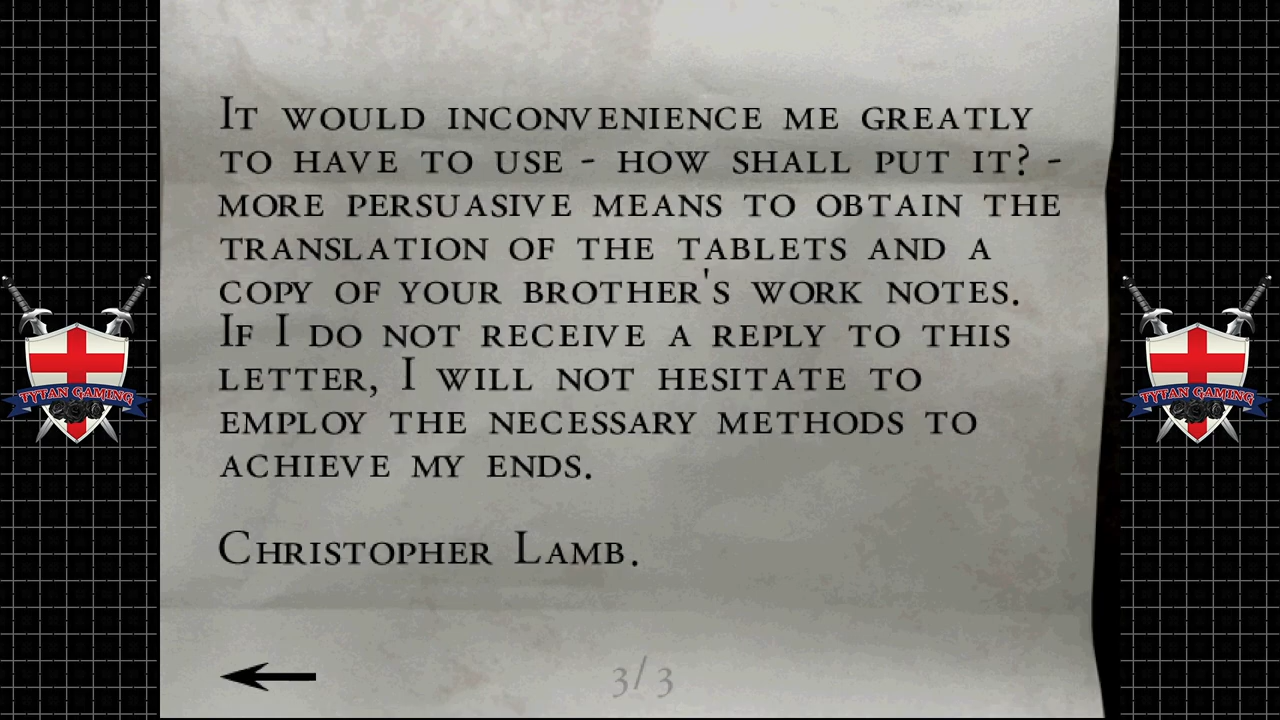 It would inconvenience me greatly
to have to use - how shall put it? -
more persuasive means to obtain the
translation of the tablets and a
copy of your brother's work notes.
If I do not receive a reply to this
letter, I will not hesitate to
employ the necessary methods to
achieve my ends.
Christopher Lamb.
3/3
TYTAN GAMING
TYTAN GAMING